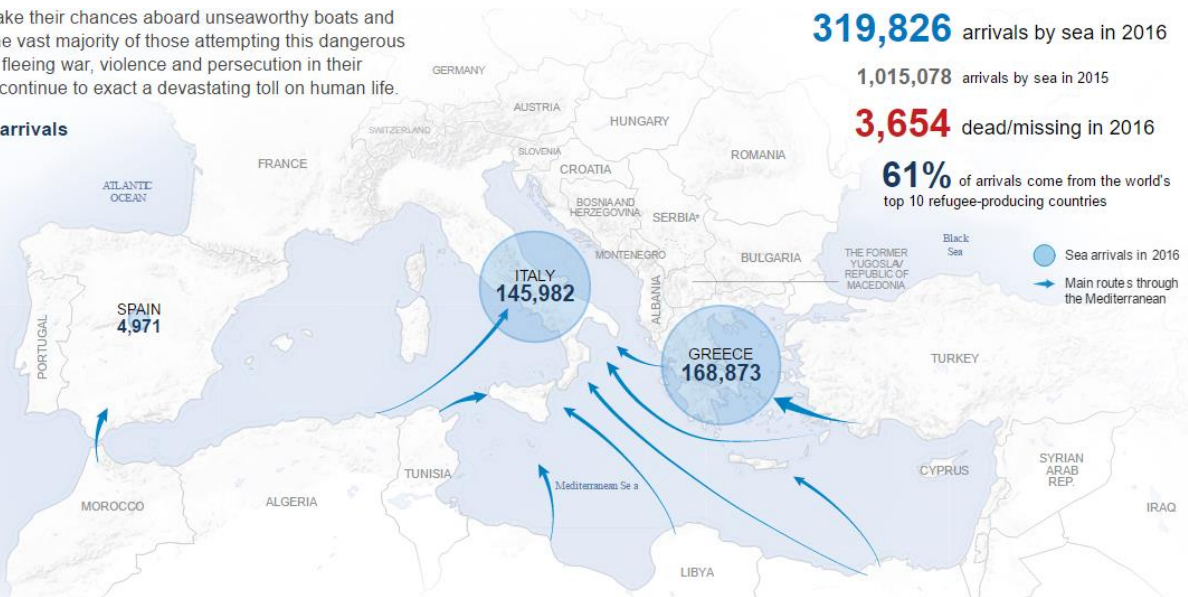 ake their chances aboard unseaworthy boats and
e vast majority of those attempting this dangerous
fleeing war, violence and persecution in their
continue to exact a devastating toll on human life.
arrivals
319,826 arrivals by sea in 2016
1,015,078 arrivals by sea in 2015
3,654 dead/missing in 2016
61% of arrivals come from the world's
top 10 refugee-producing countries
Sea arrivals in 2016
Main routes through
the Mediterranean
GERMANY
AUSTRIA
HUNGARY
SWITZERLAND
SLOVENIA
FRANCE
CROATIA
ROMANIA
ATLANTIC
OCEAN
BOSNIA AND
HERZEGOVINA
SERBIA
MONTENEGRO
BULGARIA
THE FORMER
YUGOSLAV
REPUBLIC OF
MACEDONIA
Black
Sea
ITALY
145,982
ALBANIA
SPAIN
4,971
PORTUGAL
GREECE
168,873
TURKEY
TUNISIA
Mediterranean Sea
CYPRUS
SYRIAN
ARAB
REP.
MOROCCO
ALGERIA
IRAQ
LIBYA